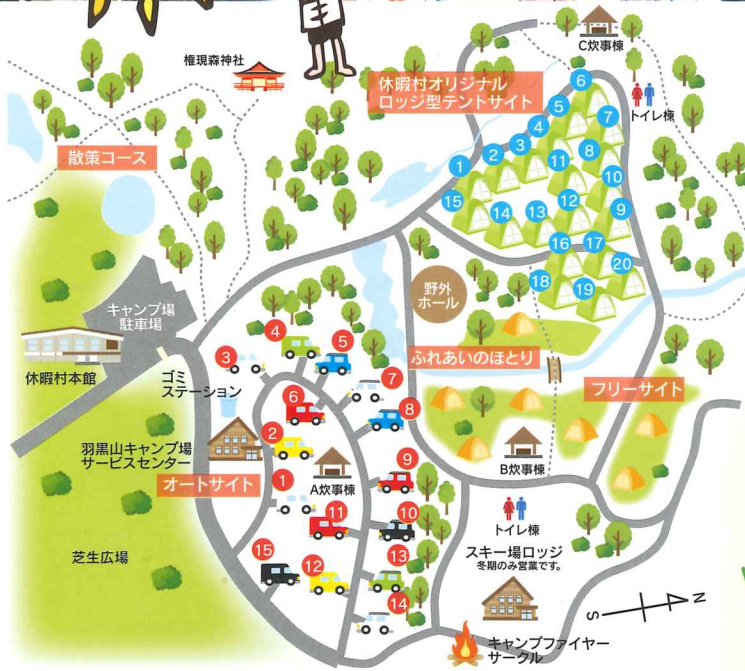 C炊事棟
権現森神社
休暇村オリジナル
ロッジ型テントサイト
トイレ棟
散策コース
6
5
7
4
3
8
2
11
1
10
15
12
9
14
13
16
17
20
18
19
野外
ホール
キャンプ場
駐車場
休暇村本館
ゴミ
ステーション
ふれあいのほとり
フリーサイト
4
5
3
7
6
8
羽黒山キャンプ場
サービスセンター
2
A炊事棟
B炊事棟
オートサイト
1
9
11
10
トイレ棟
スキー場ロッジ
冬期のみ営業です。
芝生広場
15
12
13
14
キャンプファイヤー
サークル
S
N